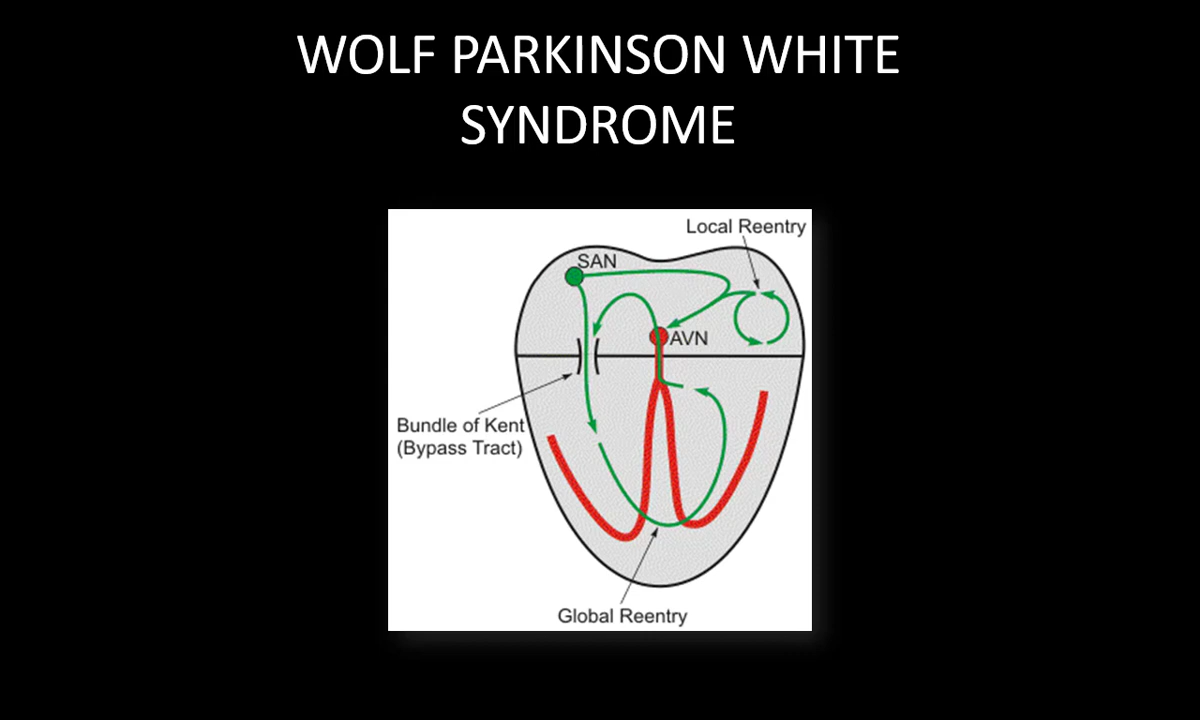 WOLF PARKINSON WHITE
SYNDROME
Local Reentry
SAN
AVN
Bundle of Kent
(Bypass Tract)
Global Reentry